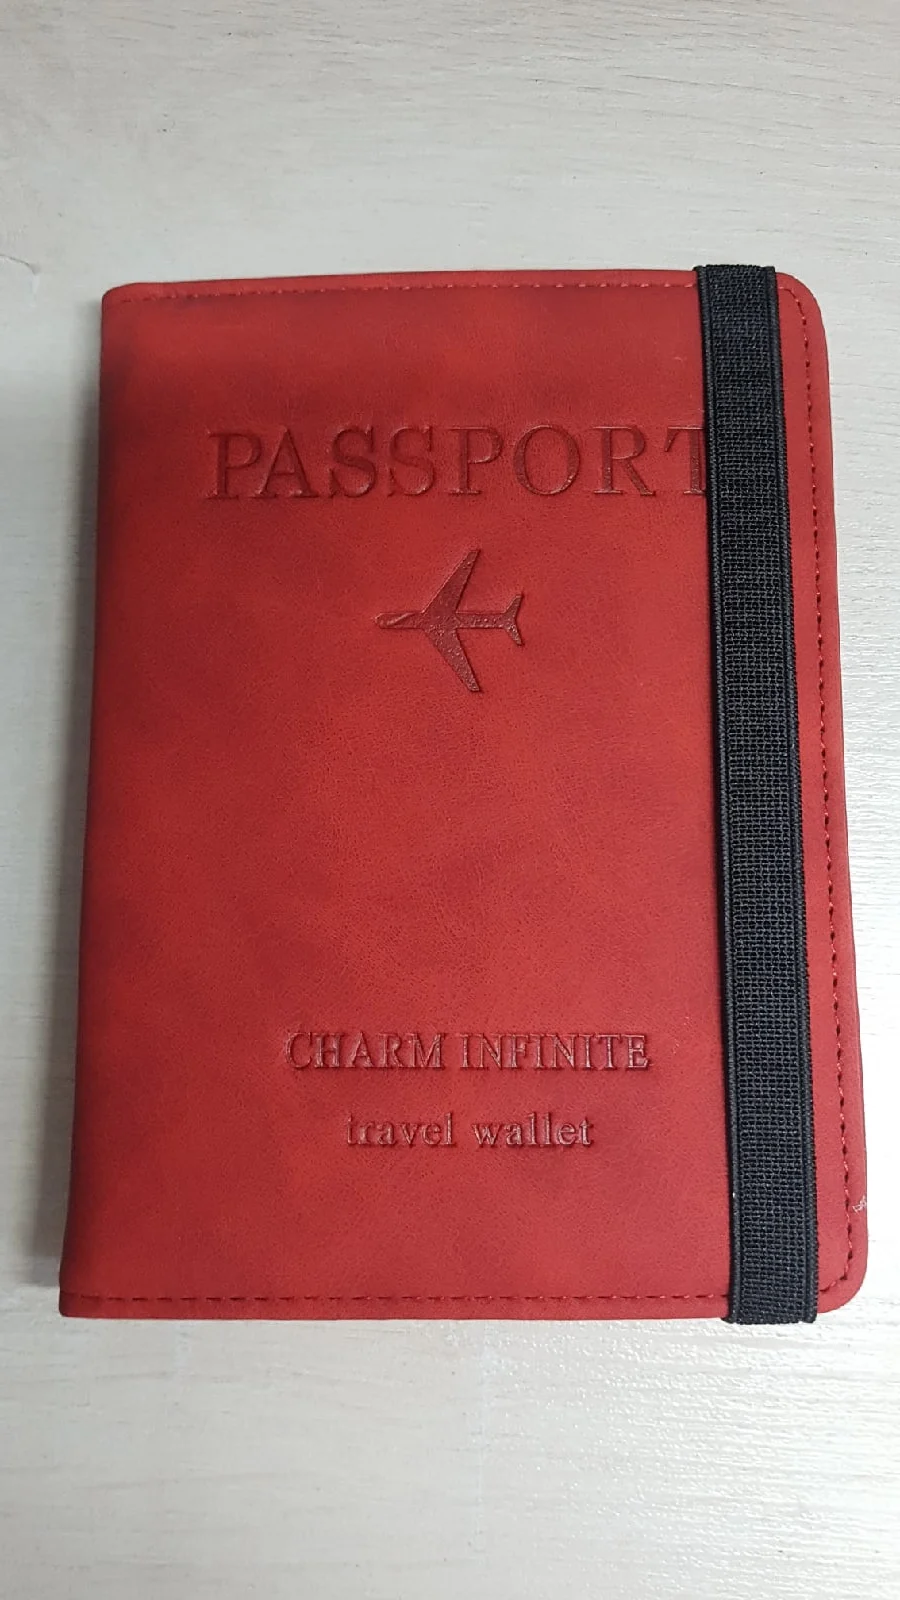 PASSPORT
CHARM INFINITE
travel wallet